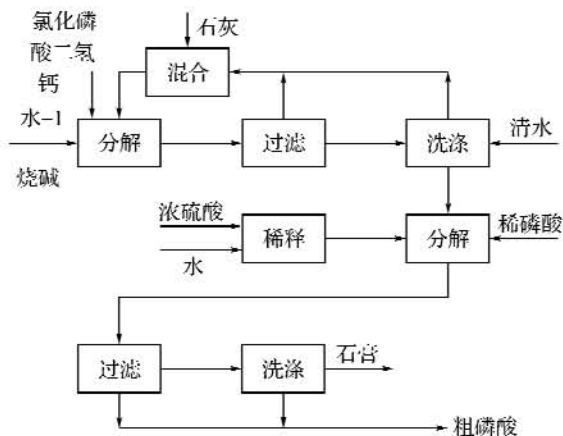 氯化磷
酸二氢
钙
石灰
混合
水-1
烧碱
分解
过滤
洗涤
清水
浓硫酸
水
稀释
分解
稀磷酸
过滤
洗涤
石膏
粗磷酸